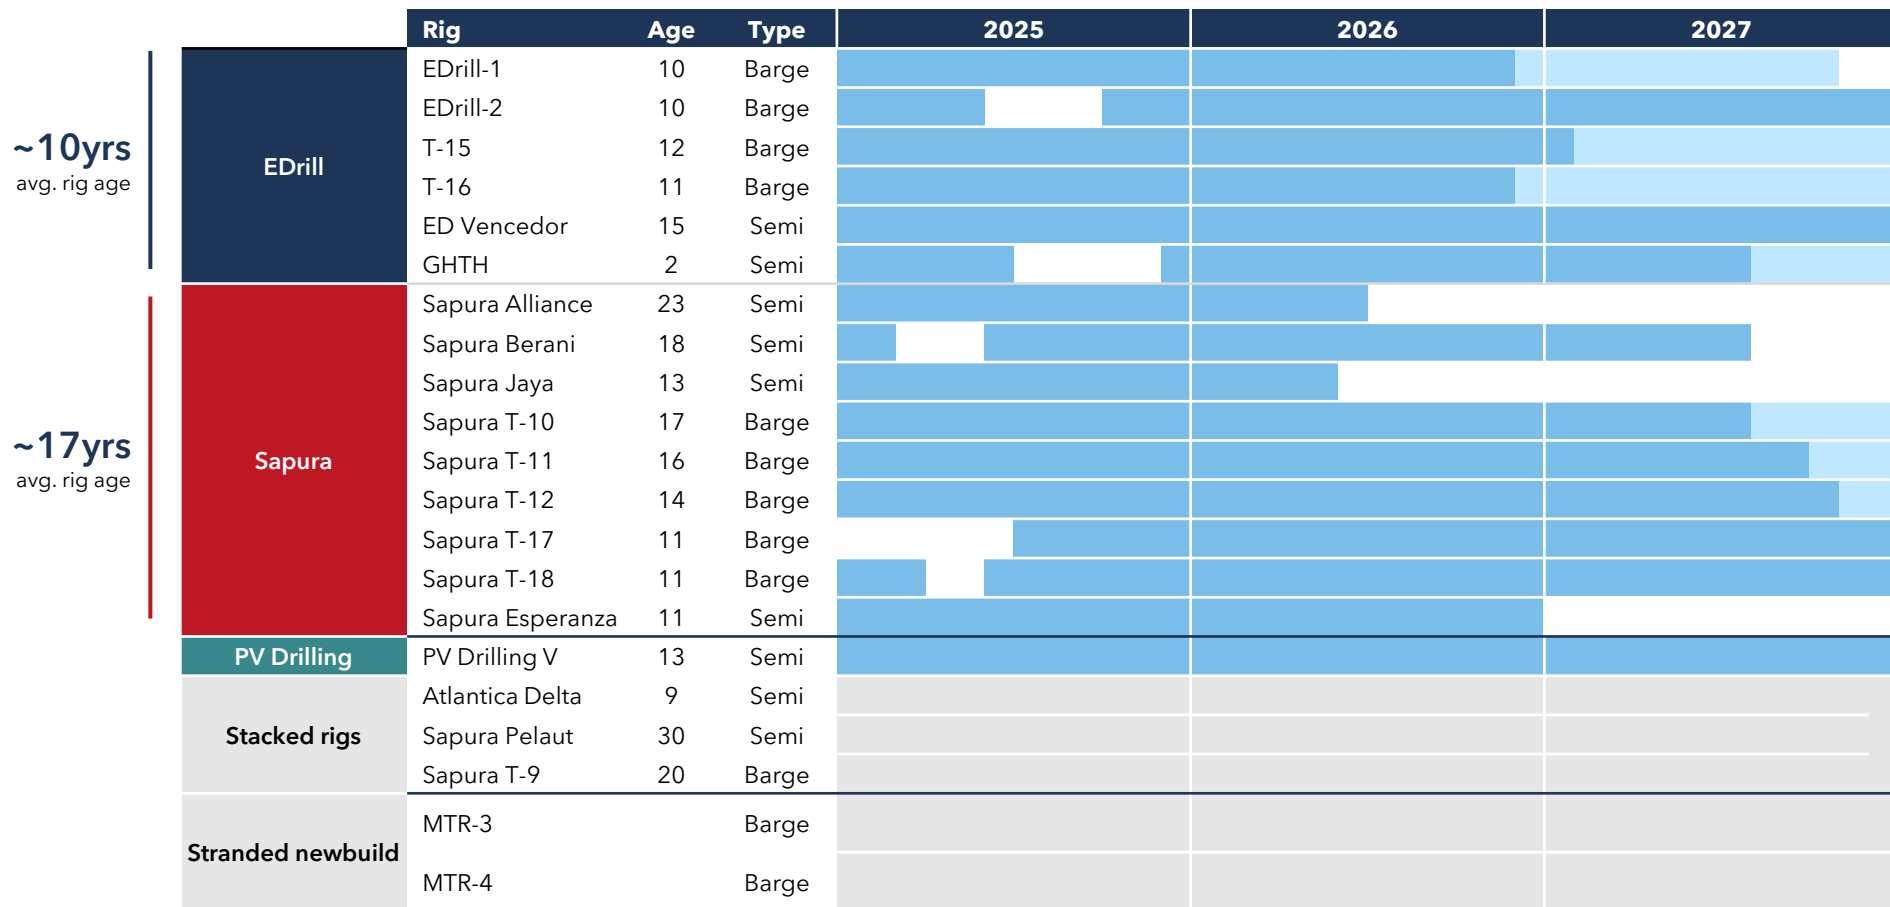 Rig Age Type 2025 2026 2027
~10yrs
avg. rig age
EDrill
EDrill-1 10 Barge
EDrill-2 10 Barge
T-15 12 Barge
T-16 11 Barge
ED Vencedor 15 Semi
GHTH 2 Semi
~17yrs
avg. rig age
Sapura
Sapura Alliance 23 Semi
Sapura Berani 18 Semi
Sapura Jaya 13 Semi
Sapura T-10 17 Barge
Sapura T-11 16 Barge
Sapura T-12 14 Barge
Sapura T-17 11 Barge
Sapura T-18 11 Barge
Sapura Esperanza 11 Semi
PV Drilling PV Drilling V 13 Semi
Stacked rigs
Atlantica Delta 9 Semi
Sapura Pelaut 30 Semi
Sapura T-9 20 Barge
Stranded newbuild
MTR-3 Barge
MTR-4 Barge